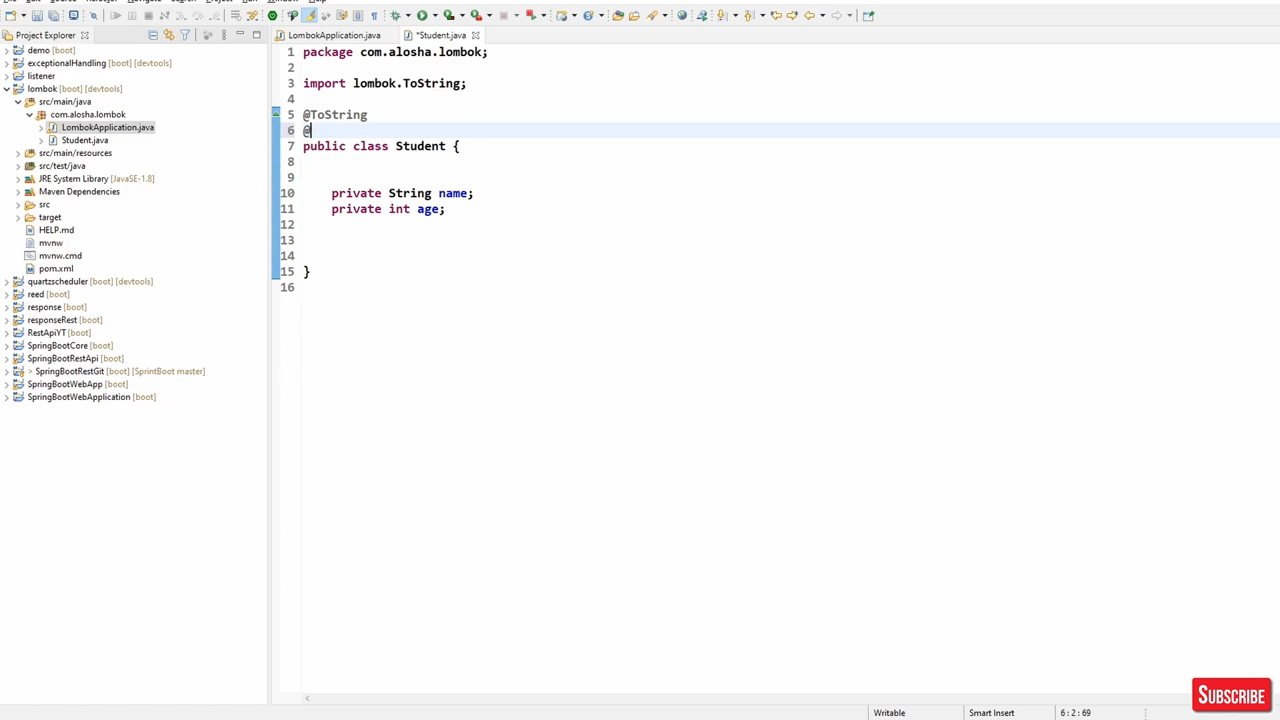 Project Explorer
LombokApplication.java
*Student.java
demo [boot]
exceptionalHandling [boot] [devtools]
listener
lombok [boot] [devtools]
src/main/java
com.alosha.lombok
LombokApplication.java
Student.java
src/main/resources
src/test/java
JRE System Library [JavaSE-1.8]
Maven Dependencies
src
target
HELP.md
mvnw
mvnw.cmd
pom.xml
quartzscheduler [boot] [devtools]
reed [boot]
response [boot]
responseRest [boot]
RestApiYT [boot]
SpringBootCore [boot]
SpringBootRestApi [boot]
> SpringBootRestGit [boot] [SprintBoot master]
SpringBootWebApp [boot]
SpringBootWebApplication [boot]
1 package com.alosha.lombok;
2
3 import lombok.ToString;
4
5 @ToString
6 @
7 public class Student {
8
9
10 private String name;
11 private int age;
12
13
14
15 }
16
SUBSCRIBE
Writable
Smart Insert
6 : 2 : 69